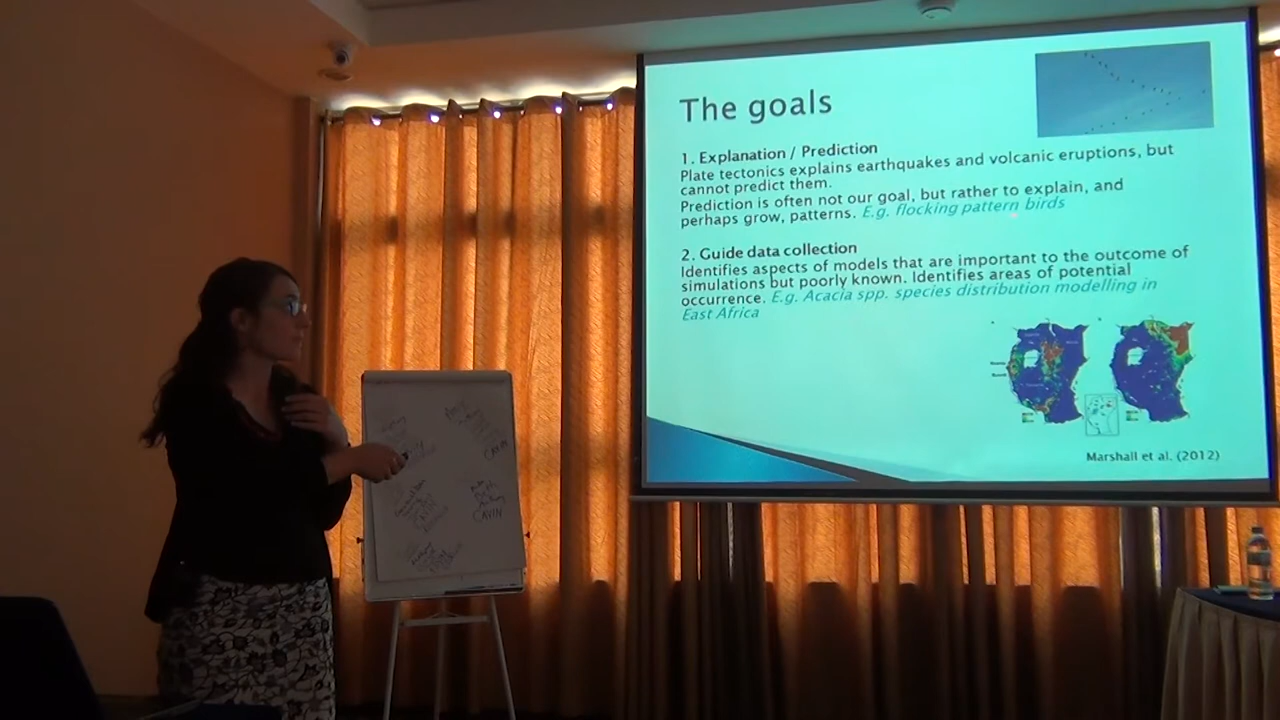 The goals
1. Explanation / Prediction
Plate tectonics explains earthquakes and volcanic eruptions, but
cannot predict them.
Prediction is often not our goal, but rather to explain, and
perhaps grow, patterns. E.g. flocking pattern birds
2. Guide data collection
Identifies aspects of models that are important to the outcome of
simulations but poorly known. Identifies areas of potential
occurrence. E.g. Acacia spp. species distribution modelling in
East Africa
Marshall et al. (2012)
CAVIN
CAVIN